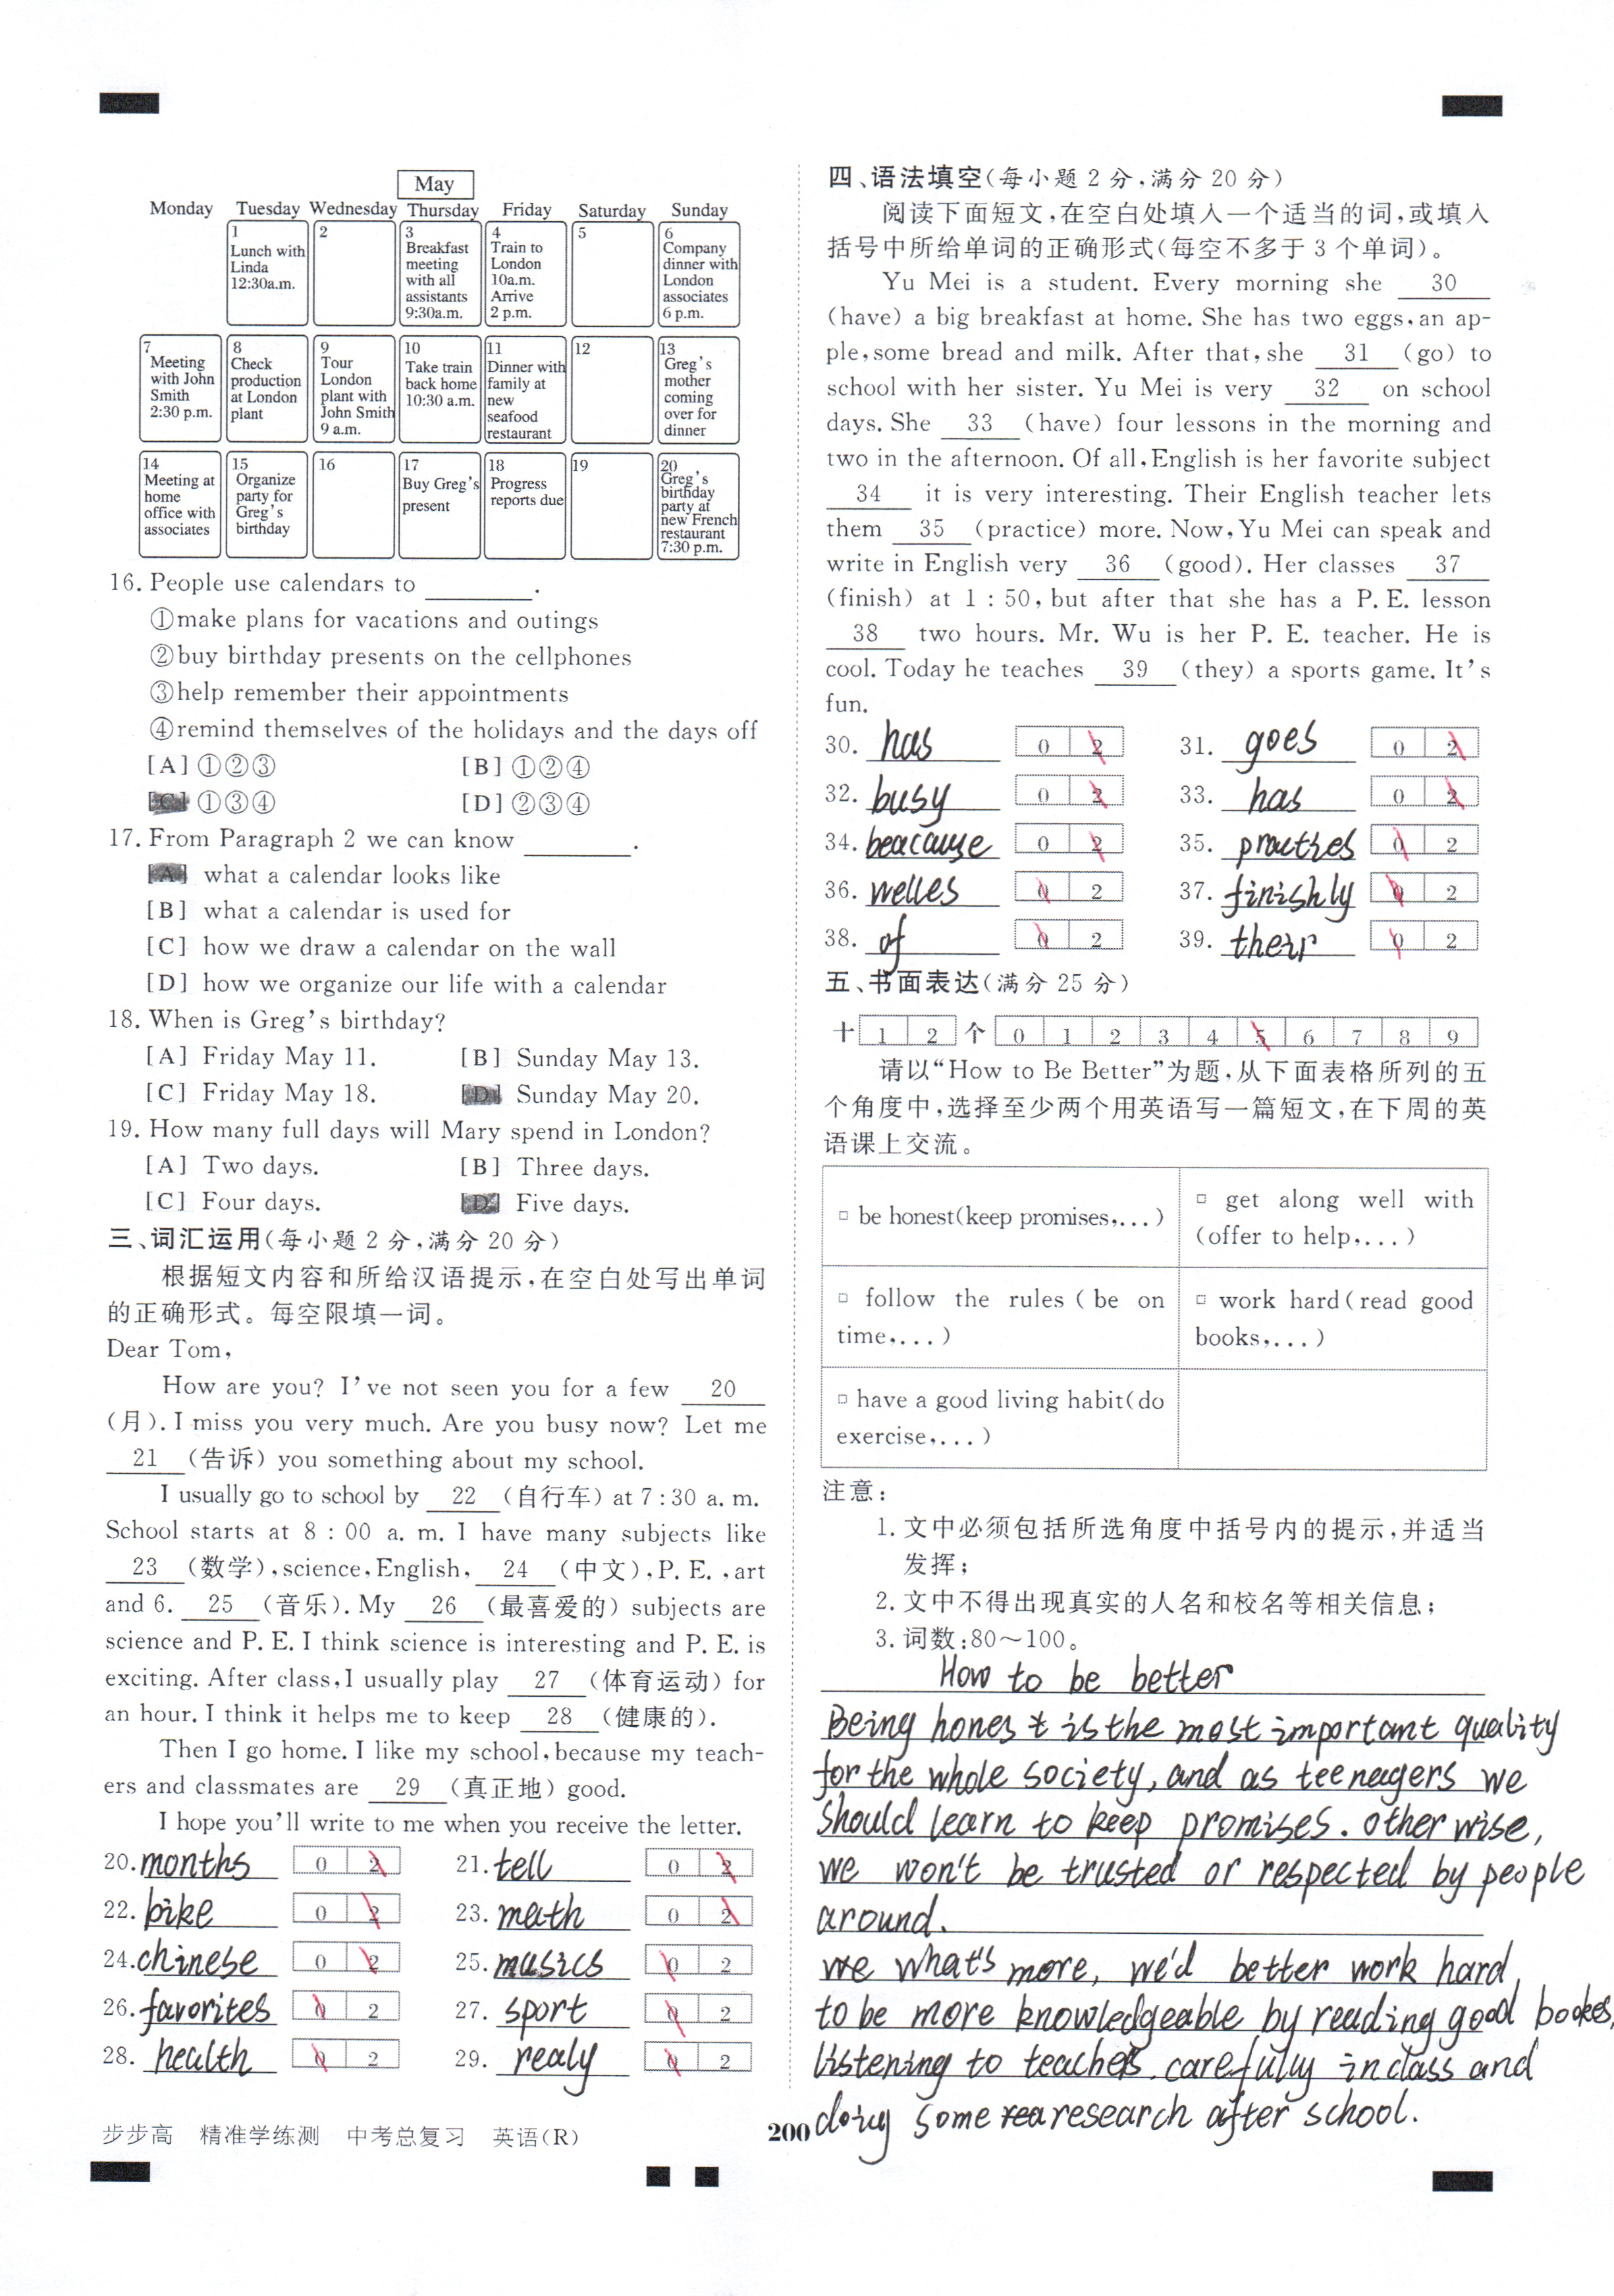 May
Monday Tuesday Wednesday Thursday Friday Saturday Sunday
1
Lunch with
Linda
12:30a.m.
2
3
Breakfast
meeting
with all
assistants
9:30a.m.
4
Train to
London
10a.m.
Arrive
2 p.m.
5
6
Company
dinner with
London
associates
6 p.m.
7
Meeting
with John
Smith
2:30 p.m.
8
Check
production
at London
plant
9
Tour
London
plant with
John Smith
9 a.m.
10
Take train
back home
10:30 a.m.
11
Dinner with
family at
new
seafood
restaurant
12
13
Greg's
mother
coming
over for
dinner
14
Meeting at
home
office with
associates
15
Organize
party for
Greg's
birthday
16
17
Buy Greg's
present
18
Progress
reports due
19
20
Greg's
birthday
party at
new French
restaurant
7:30 p.m.
16. People use calendars to ________.
①make plans for vacations and outings
②buy birthday presents on the cellphones
③help remember their appointments
④remind themselves of the holidays and the days off
[A] ①②③ [B] ①②④
[C] ①③④ [D] ②③④
17. From Paragraph 2 we can know ________.
[A] what a calendar looks like
[B] what a calendar is used for
[C] how we draw a calendar on the wall
[D] how we organize our life with a calendar
18. When is Greg's birthday?
[A] Friday May 11. [B] Sunday May 13.
[C] Friday May 18. [D] Sunday May 20.
19. How many full days will Mary spend in London?
[A] Two days. [B] Three days.
[C] Four days. [D] Five days.
三、词汇运用(每小题2分,满分20分)
根据短文内容和所给汉语提示,在空白处写出单词
的正确形式。每空限填一词。
Dear Tom,
How are you? I've not seen you for a few 20
(月). I miss you very much. Are you busy now? Let me
21 (告诉) you something about my school.
I usually go to school by 22 (自行车) at 7:30 a. m.
School starts at 8:00 a. m. I have many subjects like
23 (数学), science, English, 24 (中文), P. E., art
and 6. 25 (音乐). My 26 (最喜爱的) subjects are
science and P. E. I think science is interesting and P. E. is
exciting. After class, I usually play 27 (体育运动) for
an hour. I think it helps me to keep 28 (健康的).
Then I go home. I like my school, because my teach-
ers and classmates are 29 (真正地) good.
I hope you'll write to me when you receive the letter.
20. months 0 2 21. tell 0 2
22. bike 0 2 23. math 0 2
24. chinese 0 2 25. musics 0 2
26. favorites 0 2 27. sport 0 2
28. health 0 2 29. realy 0 2
步步高 精准学练测 中考总复习 英语(R)
200
四、语法填空(每小题2分,满分20分)
阅读下面短文,在空白处填入一个适当的词,或填入
括号中所给单词的正确形式(每空不多于3个单词)。
Yu Mei is a student. Every morning she 30
(have) a big breakfast at home. She has two eggs, an ap-
ple, some bread and milk. After that, she 31 (go) to
school with her sister. Yu Mei is very 32 on school
days. She 33 (have) four lessons in the morning and
two in the afternoon. Of all, English is her favorite subject
34 it is very interesting. Their English teacher lets
them 35 (practice) more. Now, Yu Mei can speak and
write in English very 36 (good). Her classes 37
(finish) at 1:50, but after that she has a P. E. lesson
38 two hours. Mr. Wu is her P. E. teacher. He is
cool. Today he teaches 39 (they) a sports game. It's
fun.
30. has 0 2 31. goes 0 2
32. busy 0 2 33. has 0 2
34. beacause 0 2 35. practies 0 2
36. welles 0 2 37. finishly 0 2
38. of 0 2 39. their 0 2
五、书面表达(满分25分)
十 1 2 个 0 1 2 3 4 5 6 7 8 9
请以“How to Be Better”为题,从下面表格所列的五
个角度中,选择至少两个用英语写一篇短文,在下周的英
语课上交流。
□ be honest(keep promises,...)
□ get along well with
(offer to help,...)
□ follow the rules (be on
time,...)
□ work hard(read good
books,...)
□ have a good living habit(do
exercise,...)
注意:
1. 文中必须包括所选角度中括号内的提示,并适当
发挥;
2. 文中不得出现真实的人名和校名等相关信息;
3. 词数:80~100。
How to be better
Being honest is the most important quality
for the whole society, and as teenagers we
should learn to keep promises. Otherwise,
we won't be trusted or respected by people
around.
we what's more, we'd better work hard
to be more knowledgeable by reading good bookes,
listening to teachers carefully in class and
doing some rea research after school.